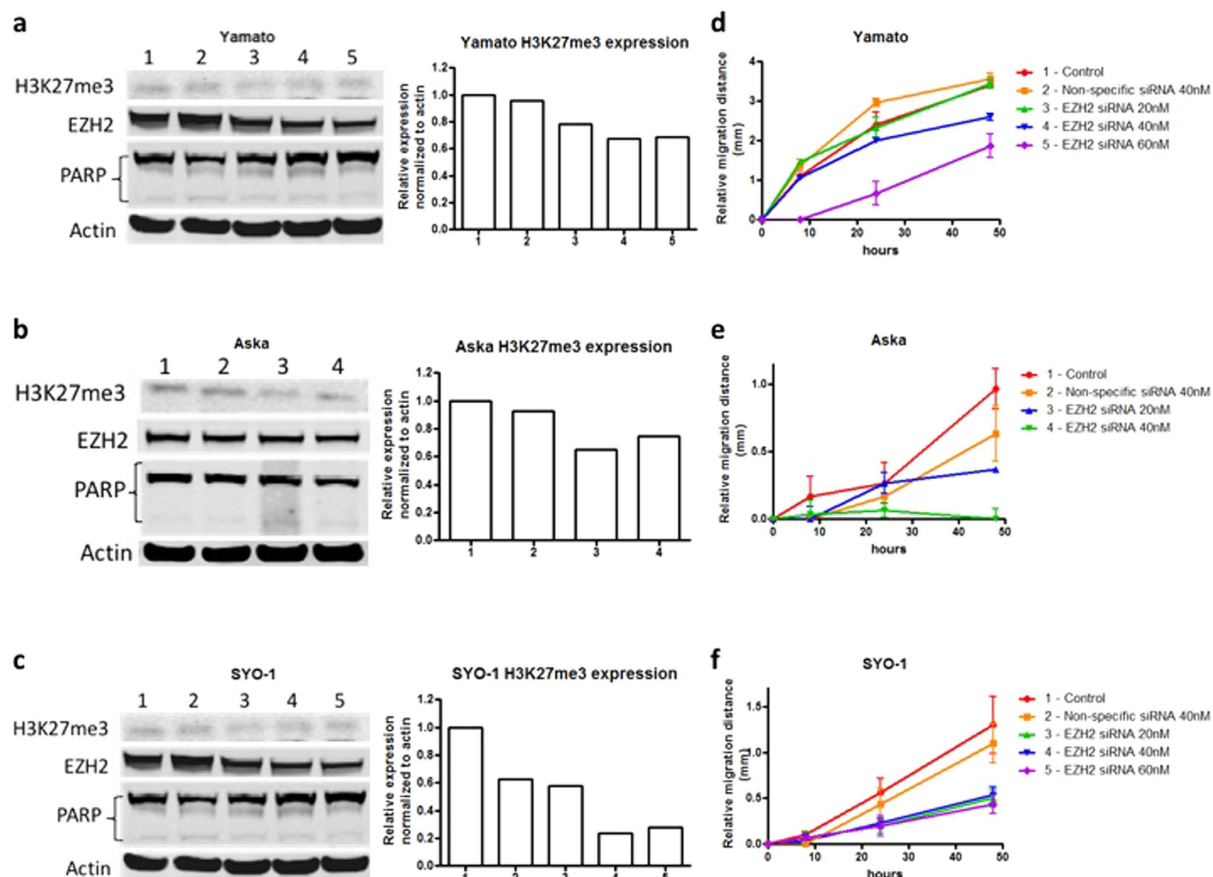 a
Yamato
1 2 3 4 5
H3K27me3
EZH2
PARP
Actin
Yamato H3K27me3 expression
Relative expression
normalized to actin
1.2
1.0
0.8
0.6
0.4
0.2
0.0
1 2 3 4 5
d
Yamato
Relative migration distance
(mm)
4
3
2
1
0
0 10 20 30 40 50
hours
1 - Control
2 - Non-specific siRNA 40nM
3 - EZH2 siRNA 20nM
4 - EZH2 siRNA 40nM
5 - EZH2 siRNA 60nM
b
Aska
1 2 3 4
H3K27me3
EZH2
PARP
Actin
Aska H3K27me3 expression
Relative expression
normalized to actin
1.2
1.0
0.8
0.6
0.4
0.2
0.0
1 2 3 4
e
Aska
Relative migration distance
(mm)
1.0
0.5
0.0
0 10 20 30 40 50
hours
1 - Control
2 - Non-specific siRNA 40nM
3 - EZH2 siRNA 20nM
4 - EZH2 siRNA 40nM
c
SYO-1
1 2 3 4 5
H3K27me3
EZH2
PARP
Actin
SYO-1 H3K27me3 expression
Relative expression
normalized to actin
1.2
1.0
0.8
0.6
0.4
0.2
0.0
1 2 3 4 5
f
SYO-1
Relative migration distance
(mm)
1.5
1.0
0.5
0.0
0 10 20 30 40 50
hours
1 - Control
2 - Non-specific siRNA 40nM
3 - EZH2 siRNA 20nM
4 - EZH2 siRNA 40nM
5 - EZH2 siRNA 60nM